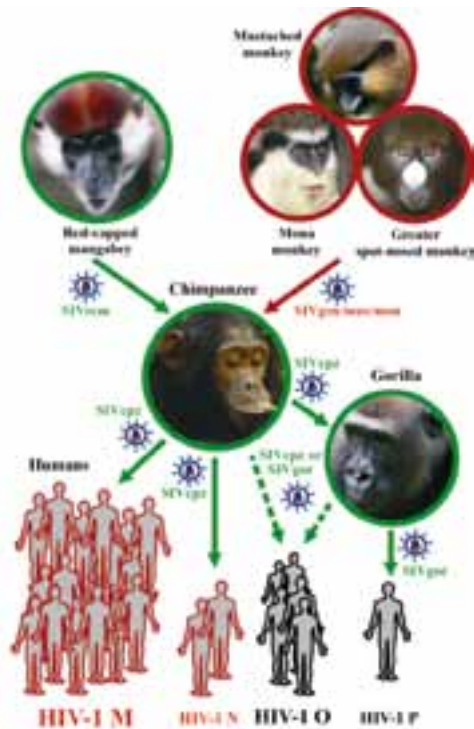 Mustached
monkey
Red-capped
mangabey
Mona
monkey
Greater
spot-nosed monkey
SIVrcm
Chimpanzee
SIVgsn/mus/mon
SIVcpz
Gorilla
SIVcpz
SIVcpz or
SIVgor
Humans
SIVcpz
SIVgor
HIV-1 M
HIV-1 N
HIV-1 O
HIV-1 P